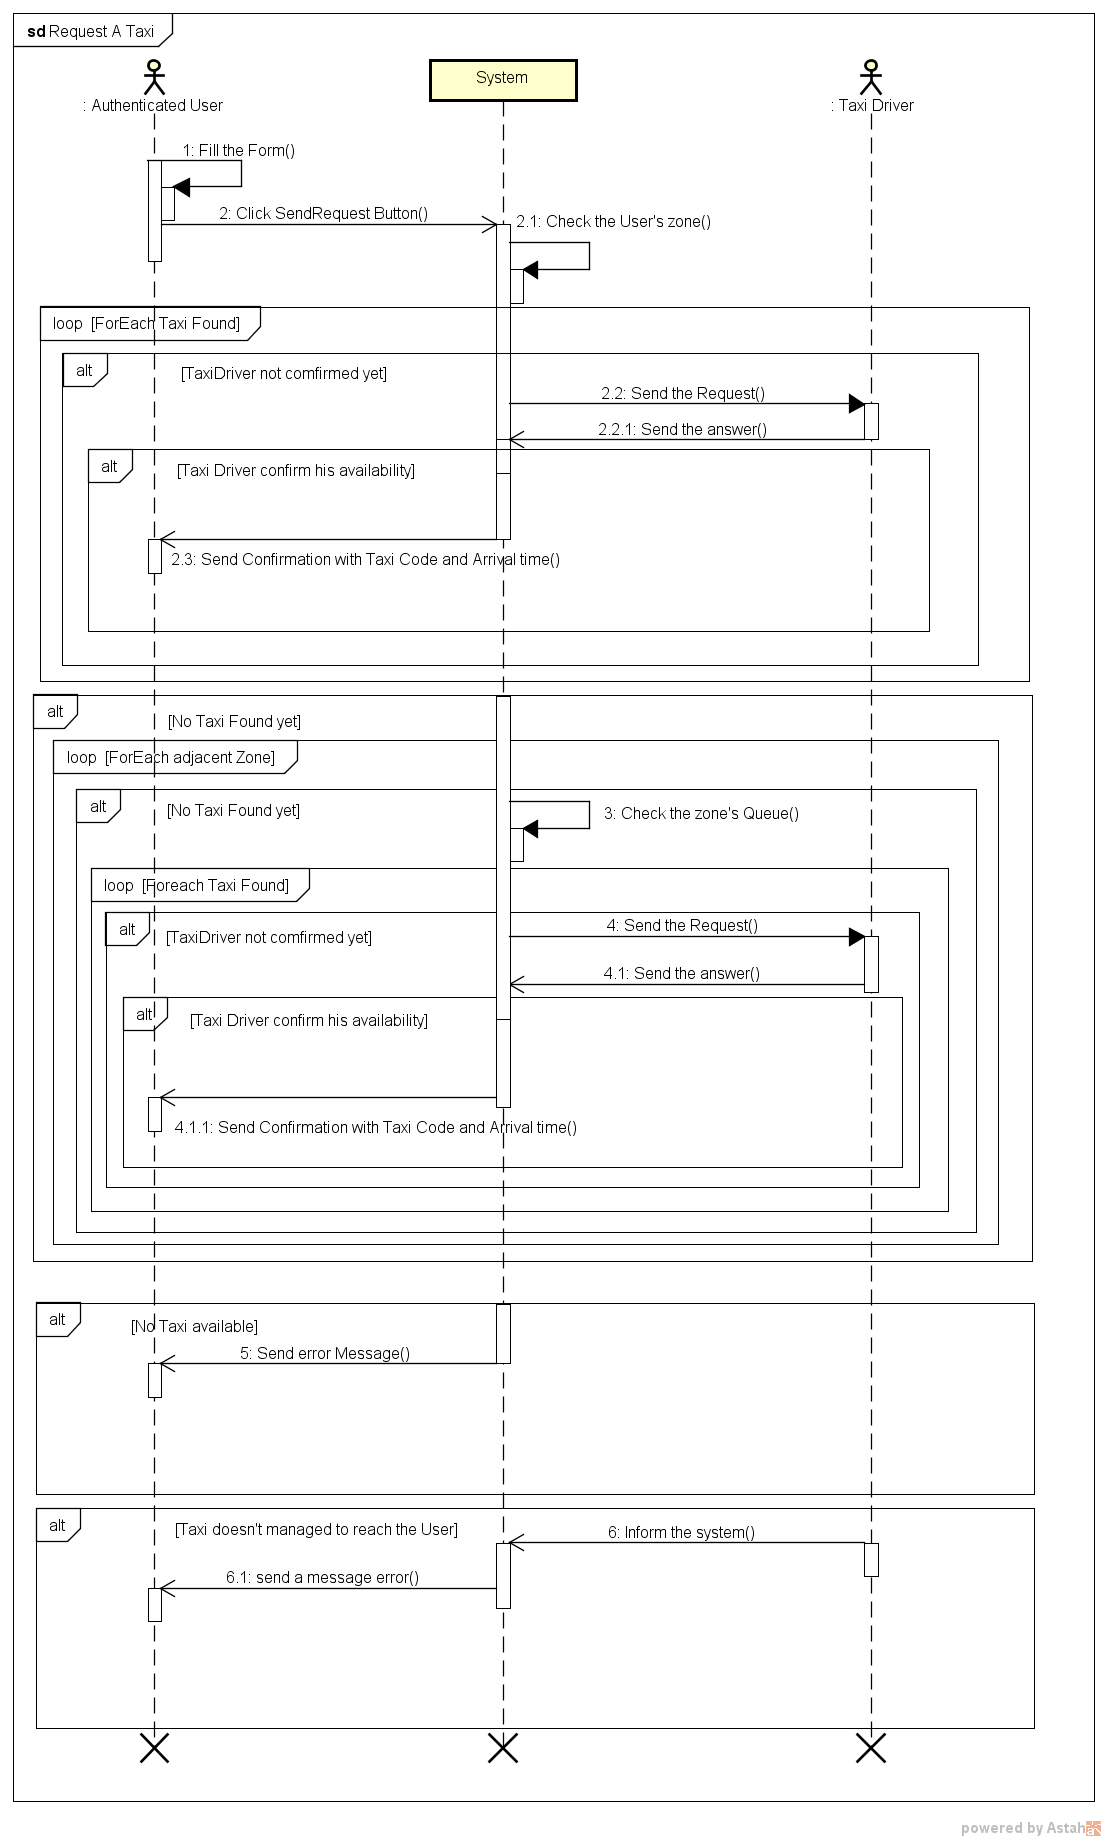 sd Request A Taxi
System
: Authenticated User
: Taxi Driver
1: Fill the Form()
2: Click SendRequest Button()
2.1: Check the User's zone()
loop [ForEach Taxi Found]
alt
[TaxiDriver not comfirmed yet]
2.2: Send the Request()
2.2.1: Send the answer()
alt
[Taxi Driver confirm his availability]
2.3: Send Confirmation with Taxi Code and Arrival time()
alt
[No Taxi Found yet]
loop [ForEach adjacent Zone]
alt
[No Taxi Found yet]
3: Check the zone's Queue()
loop [Foreach Taxi Found]
alt
[TaxiDriver not comfirmed yet]
4: Send the Request()
4.1: Send the answer()
alt
[Taxi Driver confirm his availability]
4.1.1: Send Confirmation with Taxi Code and Arrival time()
alt
[No Taxi available]
5: Send error Message()
alt
[Taxi doesn't managed to reach the User]
6: Inform the system()
6.1: send a message error()
powered by Astah